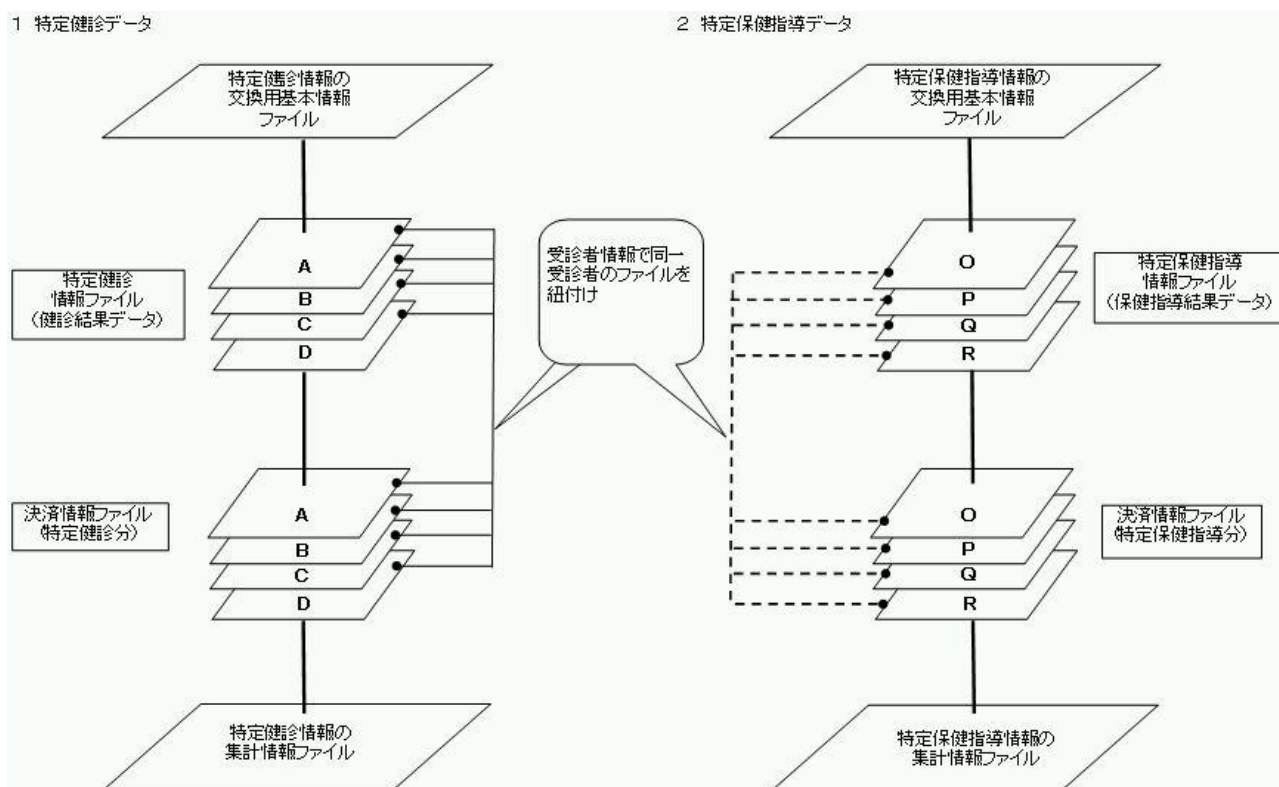 1 特定健診データ
特定健診情報の
交換用基本情報
ファイル
A
B
C
D
特定健診
情報ファイル
(健診結果データ)
A
B
C
D
決済情報ファイル
(特定健診分)
特定健診情報の
集計情報ファイル
受診者情報で同一
受診者のファイルを
紐付け
2 特定保健指導データ
特定保健指導情報の
交換用基本情報
ファイル
O
P
Q
R
特定保健指導
情報ファイル
(保健指導結果データ)
O
P
Q
R
決済情報ファイル
(特定保健指導分)
特定保健指導情報の
集計情報ファイル